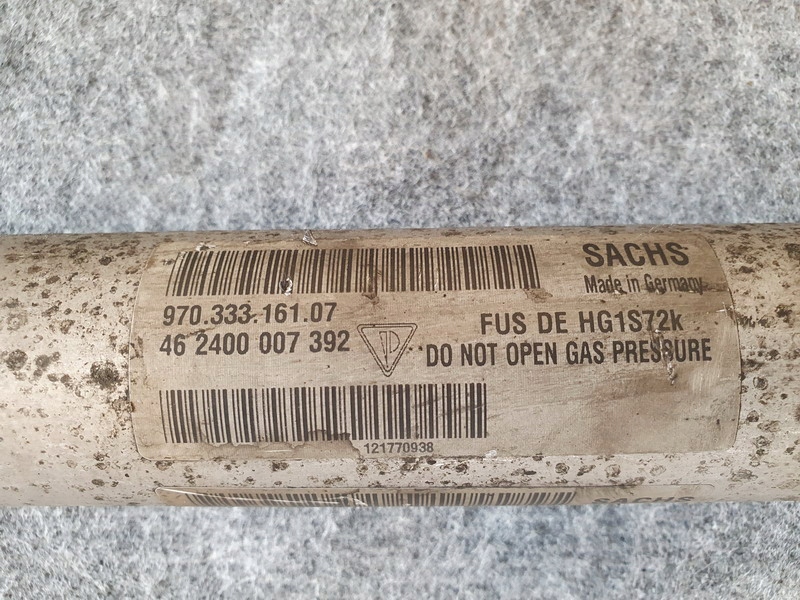 SACHS
Made in Germany
970.333.161.07
46 2400 007 392
FUS DE HG1S72k
DO NOT OPEN GAS PRESSURE
121770938
SACHS